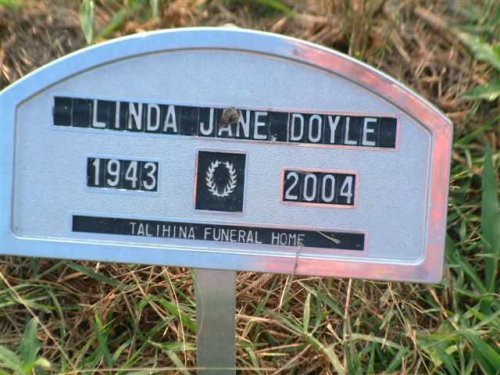 LINDA JANE DOYLE
1943 2004
TALIHINA FUNERAL HOME